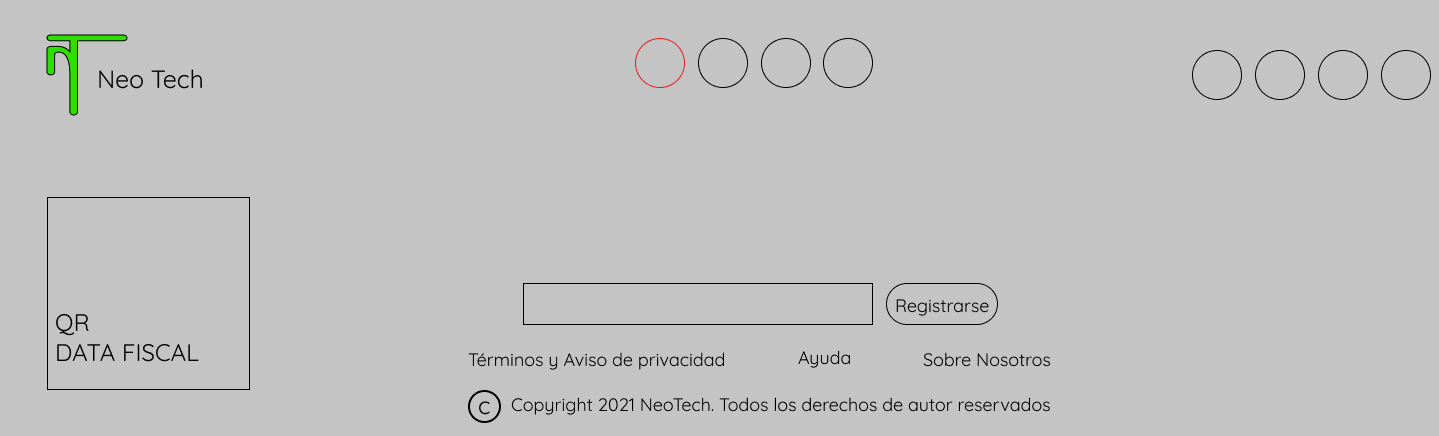 Neo Tech
QR
DATA FISCAL
Registrarse
Términos y Aviso de privacidad
Ayuda
Sobre Nosotros
C Copyright 2021 NeoTech. Todos los derechos de autor reservados